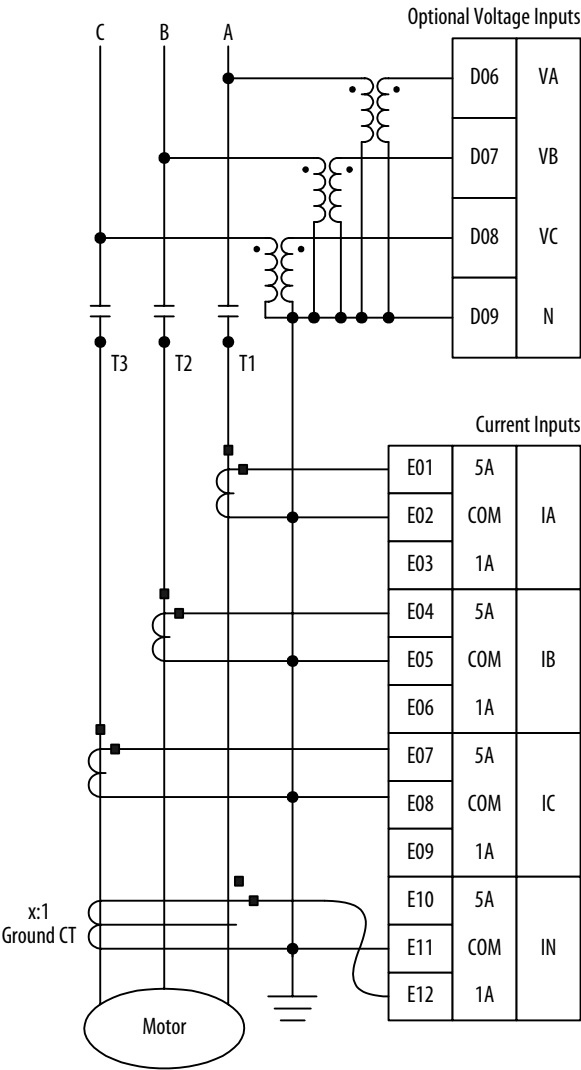 Optional Voltage Inputs
C B A
D06 VA
D07 VB
D08 VC
D09 N
T3 T2 T1
Current Inputs
E01 5A
E02 COM IA
E03 1A
E04 5A
E05 COM IB
E06 1A
E07 5A
E08 COM IC
E09 1A
E10 5A
x:1
Ground CT
E11 COM IN
E12 1A
Motor